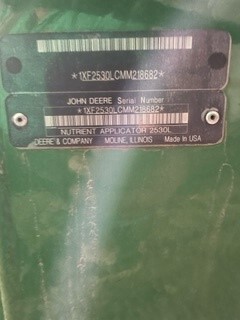 *1XF2530LCMM218682*
JOHN DEERE Serial Number
*1XF2530LCMM218682*
NUTRIENT APPLICATOR 2530L
DEERE & COMPANY MOLINE, ILLINOIS Made In USA